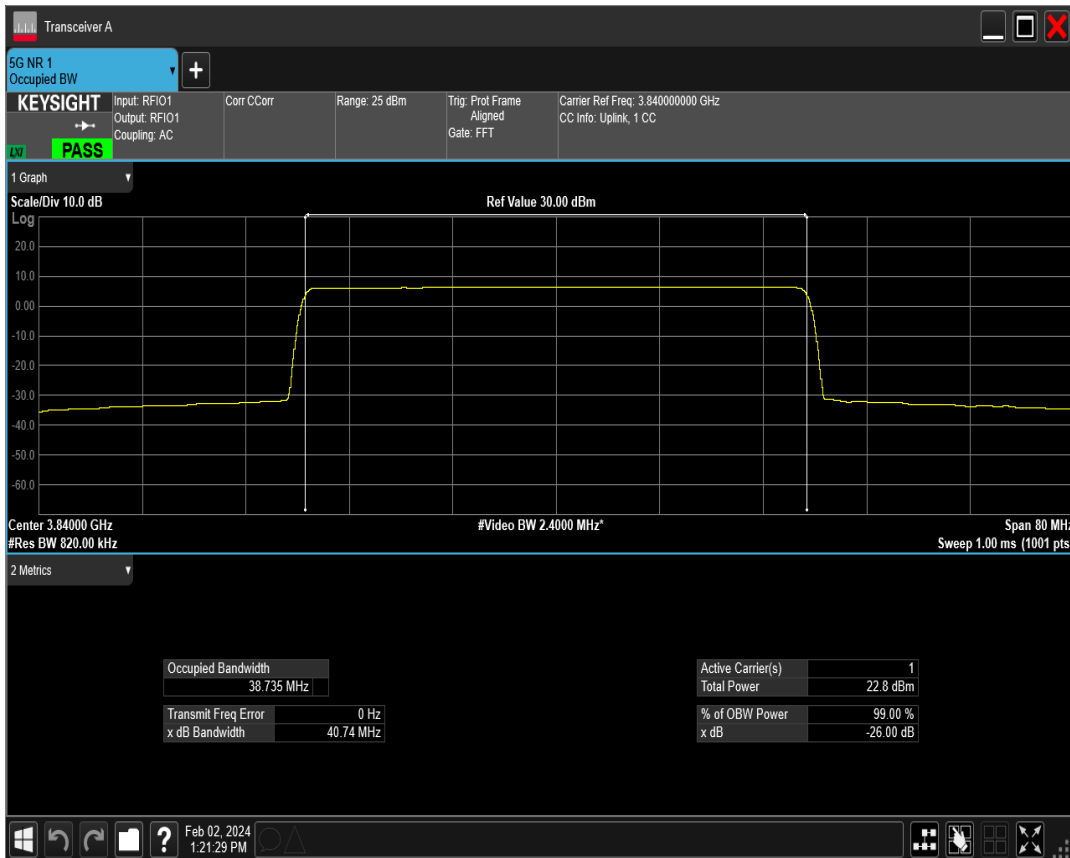 Transceiver A
5G NR 1
Occupied BW
+
KEYSIGHT
LXI
PASS
Input: RFIO1
Output: RFIO1
Coupling: AC
Corr CCorr
Range: 25 dBm
Trig: Prot Frame
Aligned
Gate: FFT
Carrier Ref Freq: 3.840000000 GHz
CC Info: Uplink, 1 CC
1 Graph
Scale/Div 10.0 dB
Ref Value 30.00 dBm
Log
20.0
10.0
0.00
-10.0
-20.0
-30.0
-40.0
-50.0
-60.0
Center 3.84000 GHz
#Video BW 2.4000 MHz*
Span 80 MHz
#Res BW 820.00 kHz
Sweep 1.00 ms (1001 pts
2 Metrics
Occupied Bandwidth
38.735 MHz
Transmit Freq Error 0 Hz
x dB Bandwidth 40.74 MHz
Active Carrier(s) 1
Total Power 22.8 dBm
% of OBW Power 99.00 %
x dB -26.00 dB
?
Feb 02, 2024
1:21:29 PM